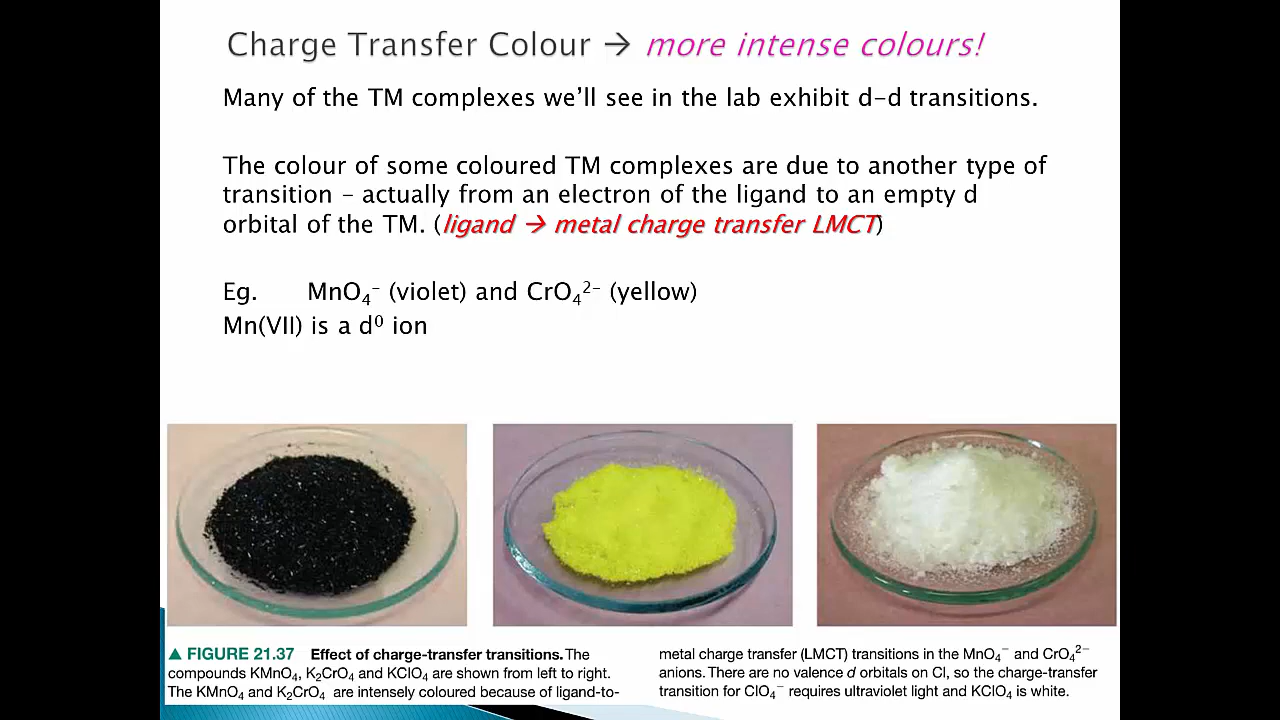 Charge Transfer Colour → more intense colours!
Many of the TM complexes we'll see in the lab exhibit d-d transitions.
The colour of some coloured TM complexes are due to another type of
transition - actually from an electron of the ligand to an empty d
orbital of the TM. (ligand → metal charge transfer LMCT)
Eg. MnO₄⁻ (violet) and CrO₄²⁻ (yellow)
Mn(VII) is a d⁰ ion
▲ FIGURE 21.37 Effect of charge-transfer transitions. The
compounds KMnO₄, K₂CrO₄ and KClO₄ are shown from left to right.
The KMnO₄ and K₂CrO₄ are intensely coloured because of ligand-to-
metal charge transfer (LMCT) transitions in the MnO₄⁻ and CrO₄²⁻
anions. There are no valence d orbitals on Cl, so the charge-transfer
transition for ClO₄⁻ requires ultraviolet light and KClO₄ is white.